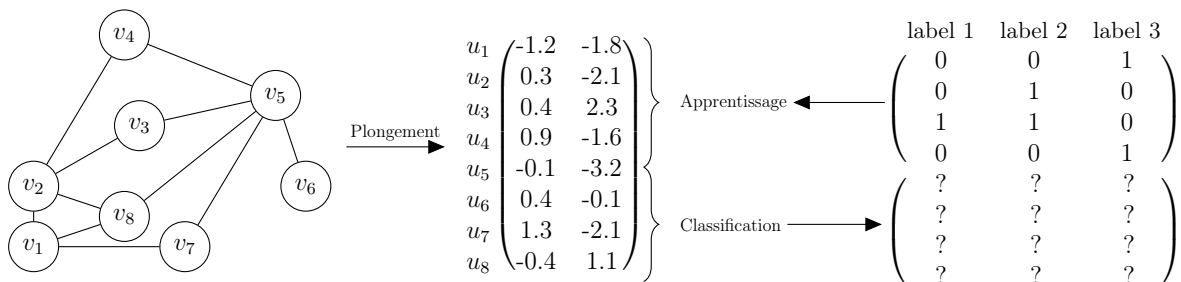 v4
v5
v3
v2
v6
v8
v1
v7
Plongement
u1 -1.2 -1.8
u2 0.3 -2.1
u3 0.4 2.3
u4 0.9 -1.6
u5 -0.1 -3.2
u6 0.4 -0.1
u7 1.3 -2.1
u8 -0.4 1.1
Apprentissage
Classification
label 1 label 2 label 3
0 0 1
0 1 0
1 1 0
0 0 1
? ? ?
? ? ?
? ? ?
? ? ?